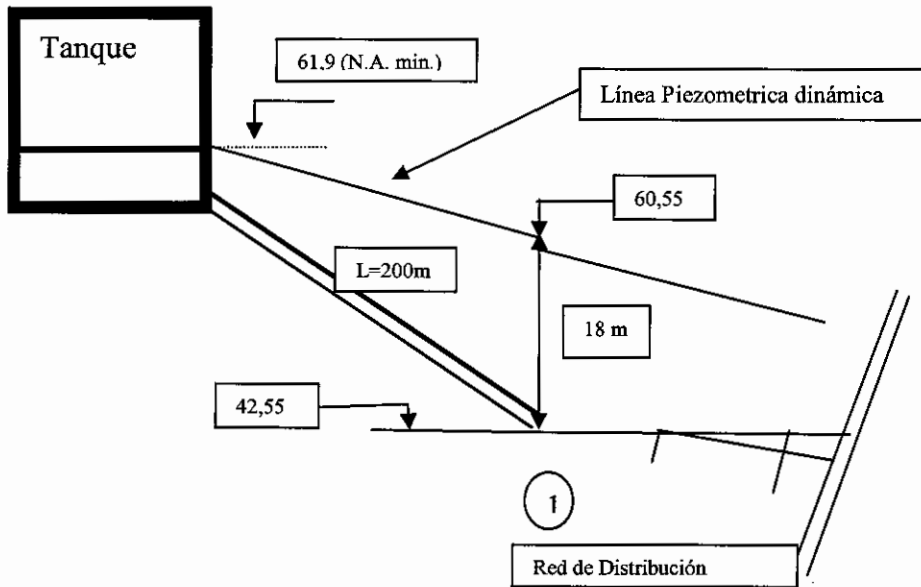 Tanque
61,9 (N.A. min.)
Línea Piezometrica dinámica
60,55
L=200m
18 m
42,55
1
Red de Distribución